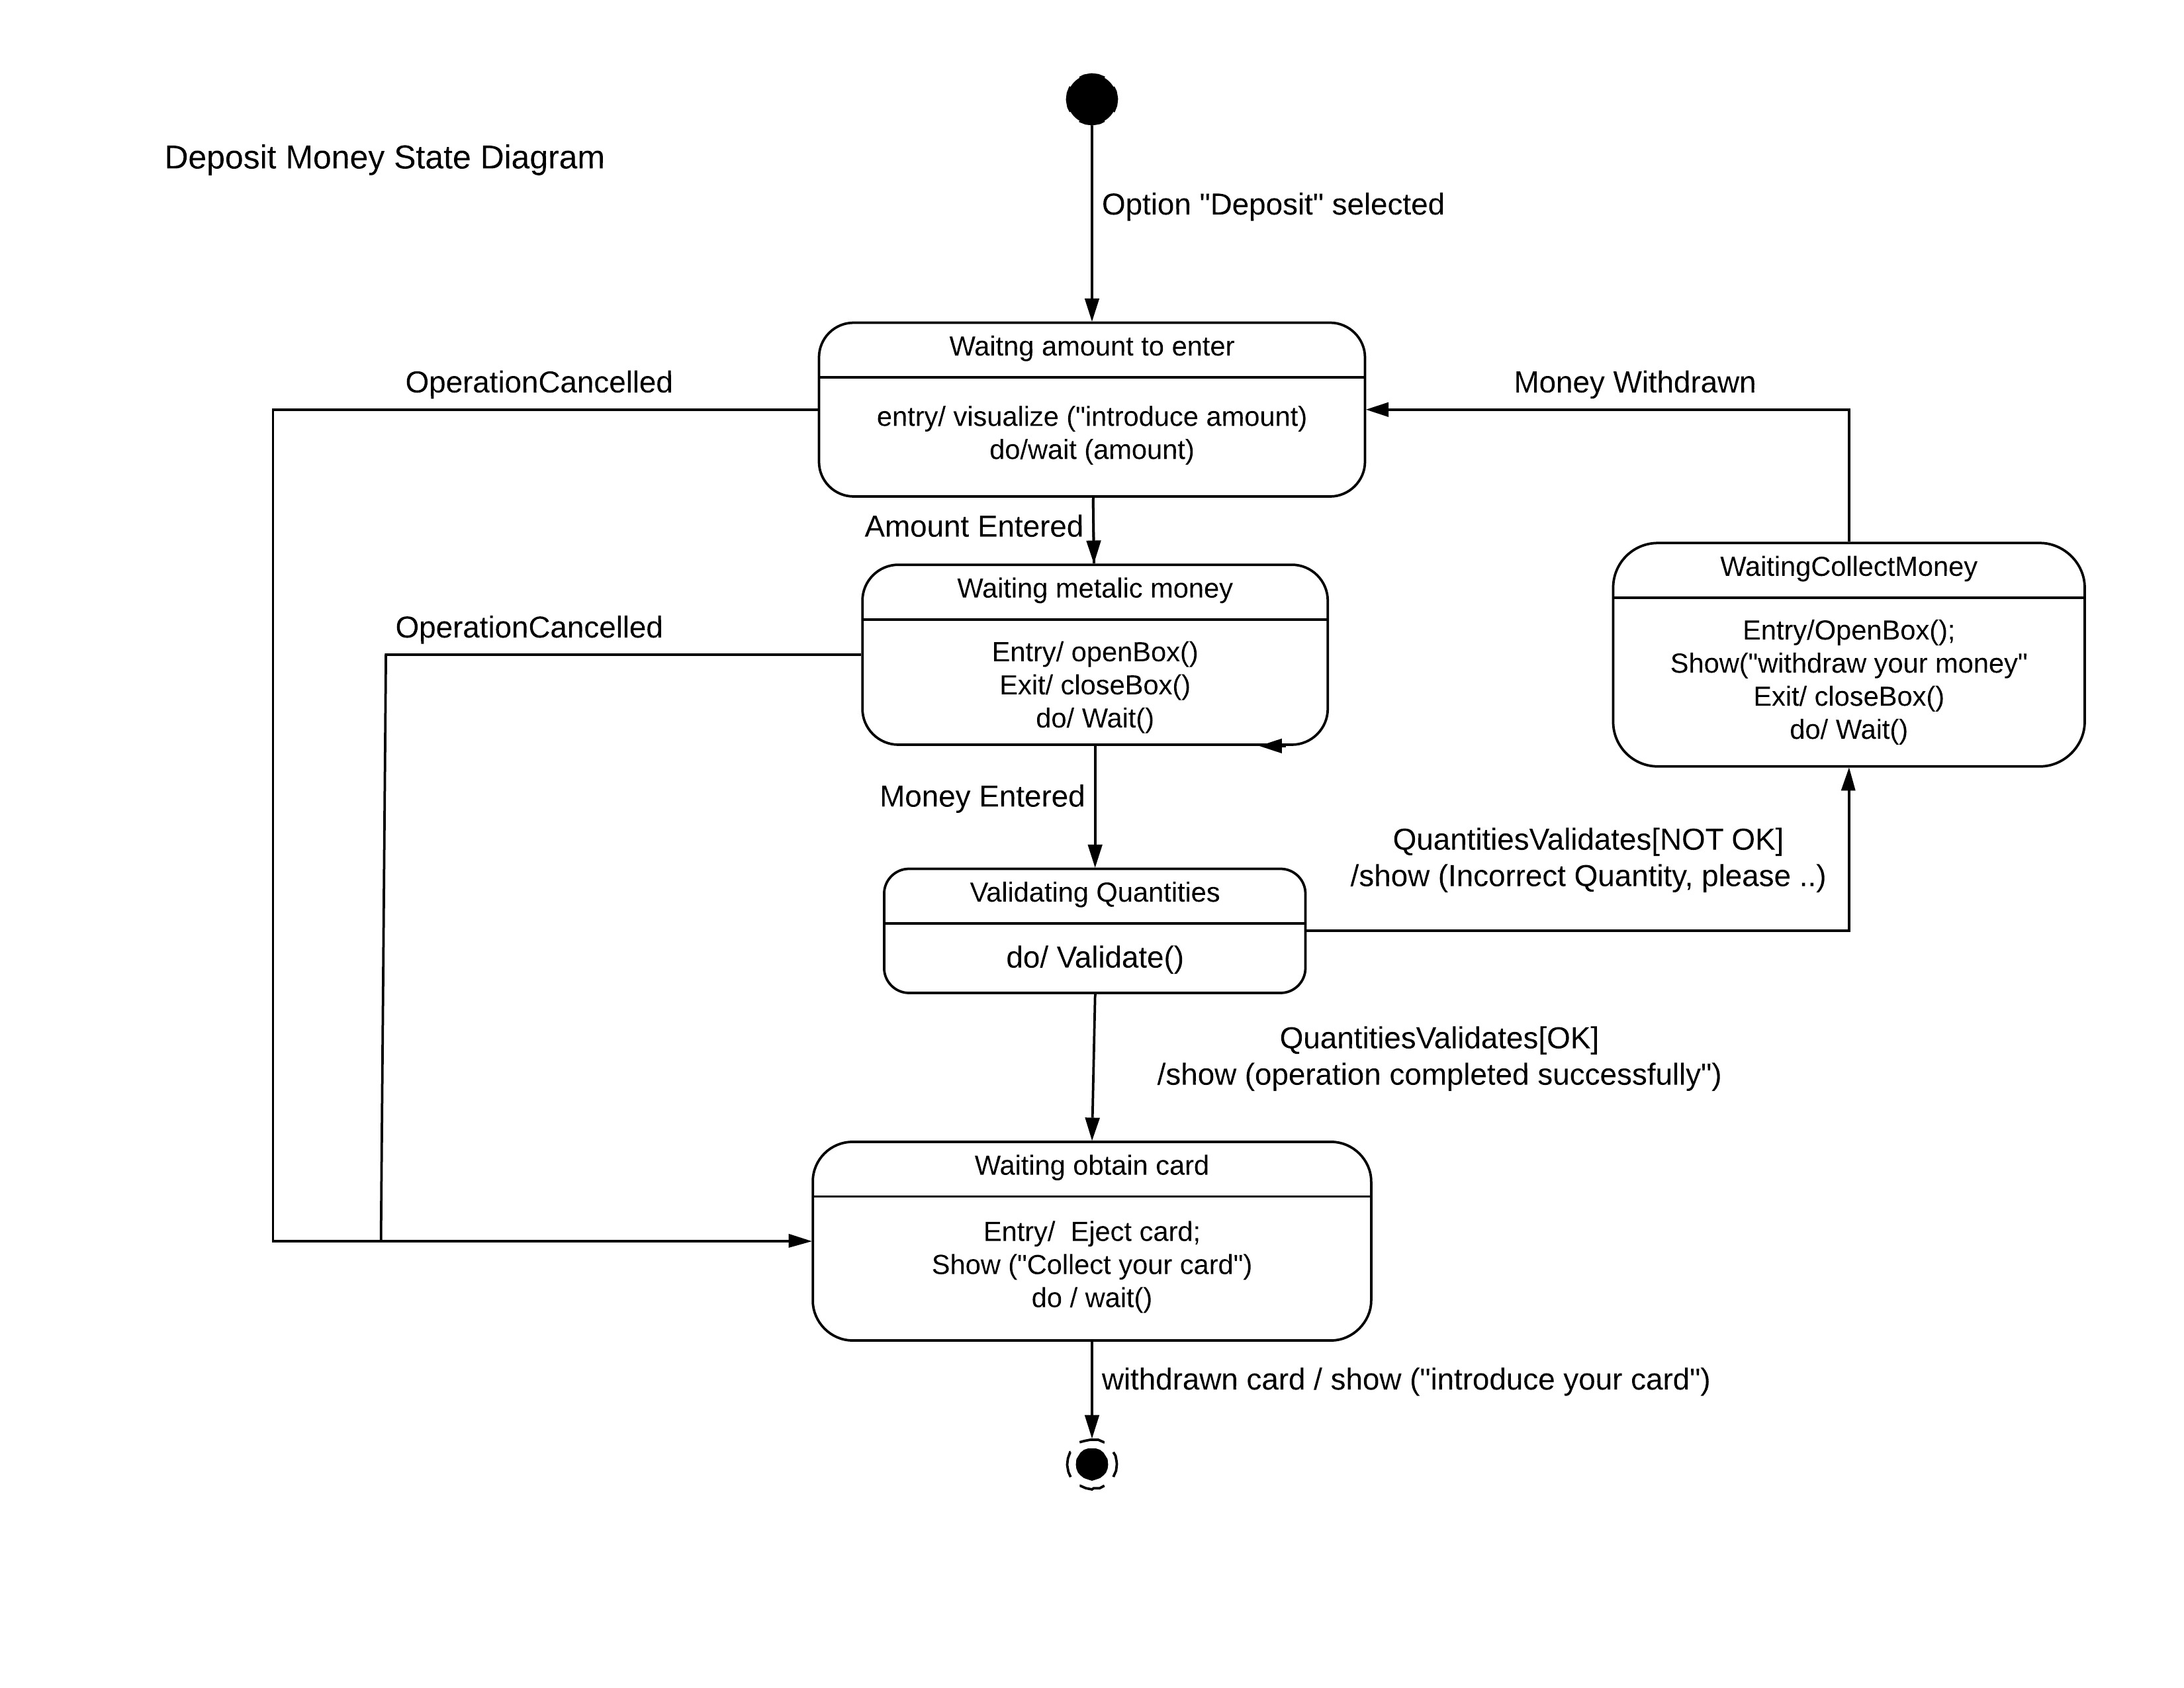 Deposit Money State Diagram
Option "Deposit" selected
Waitng amount to enter
entry/ visualize ("introduce amount)
do/wait (amount)
OperationCancelled
Money Withdrawn
Amount Entered
Waiting metalic money
Entry/ openBox()
Exit/ closeBox()
do/ Wait()
OperationCancelled
WaitingCollectMoney
Entry/OpenBox();
Show("withdraw your money"
Exit/ closeBox()
do/ Wait()
Money Entered
QuantitiesValidates[NOT OK]
/show (Incorrect Quantity, please ..)
Validating Quantities
do/ Validate()
QuantitiesValidates[OK]
/show (operation completed successfully")
Waiting obtain card
Entry/  Eject card;
Show ("Collect your card")
do / wait()
withdrawn card / show ("introduce your card")